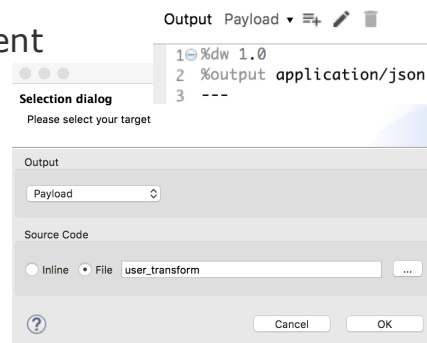 Output Payload
ent
1 %dw 1.0
2 %output application/json
3 ---
Selection dialog
Please select your target
Output
Payload
Source Code
Inline File user_transform ...
? Cancel OK